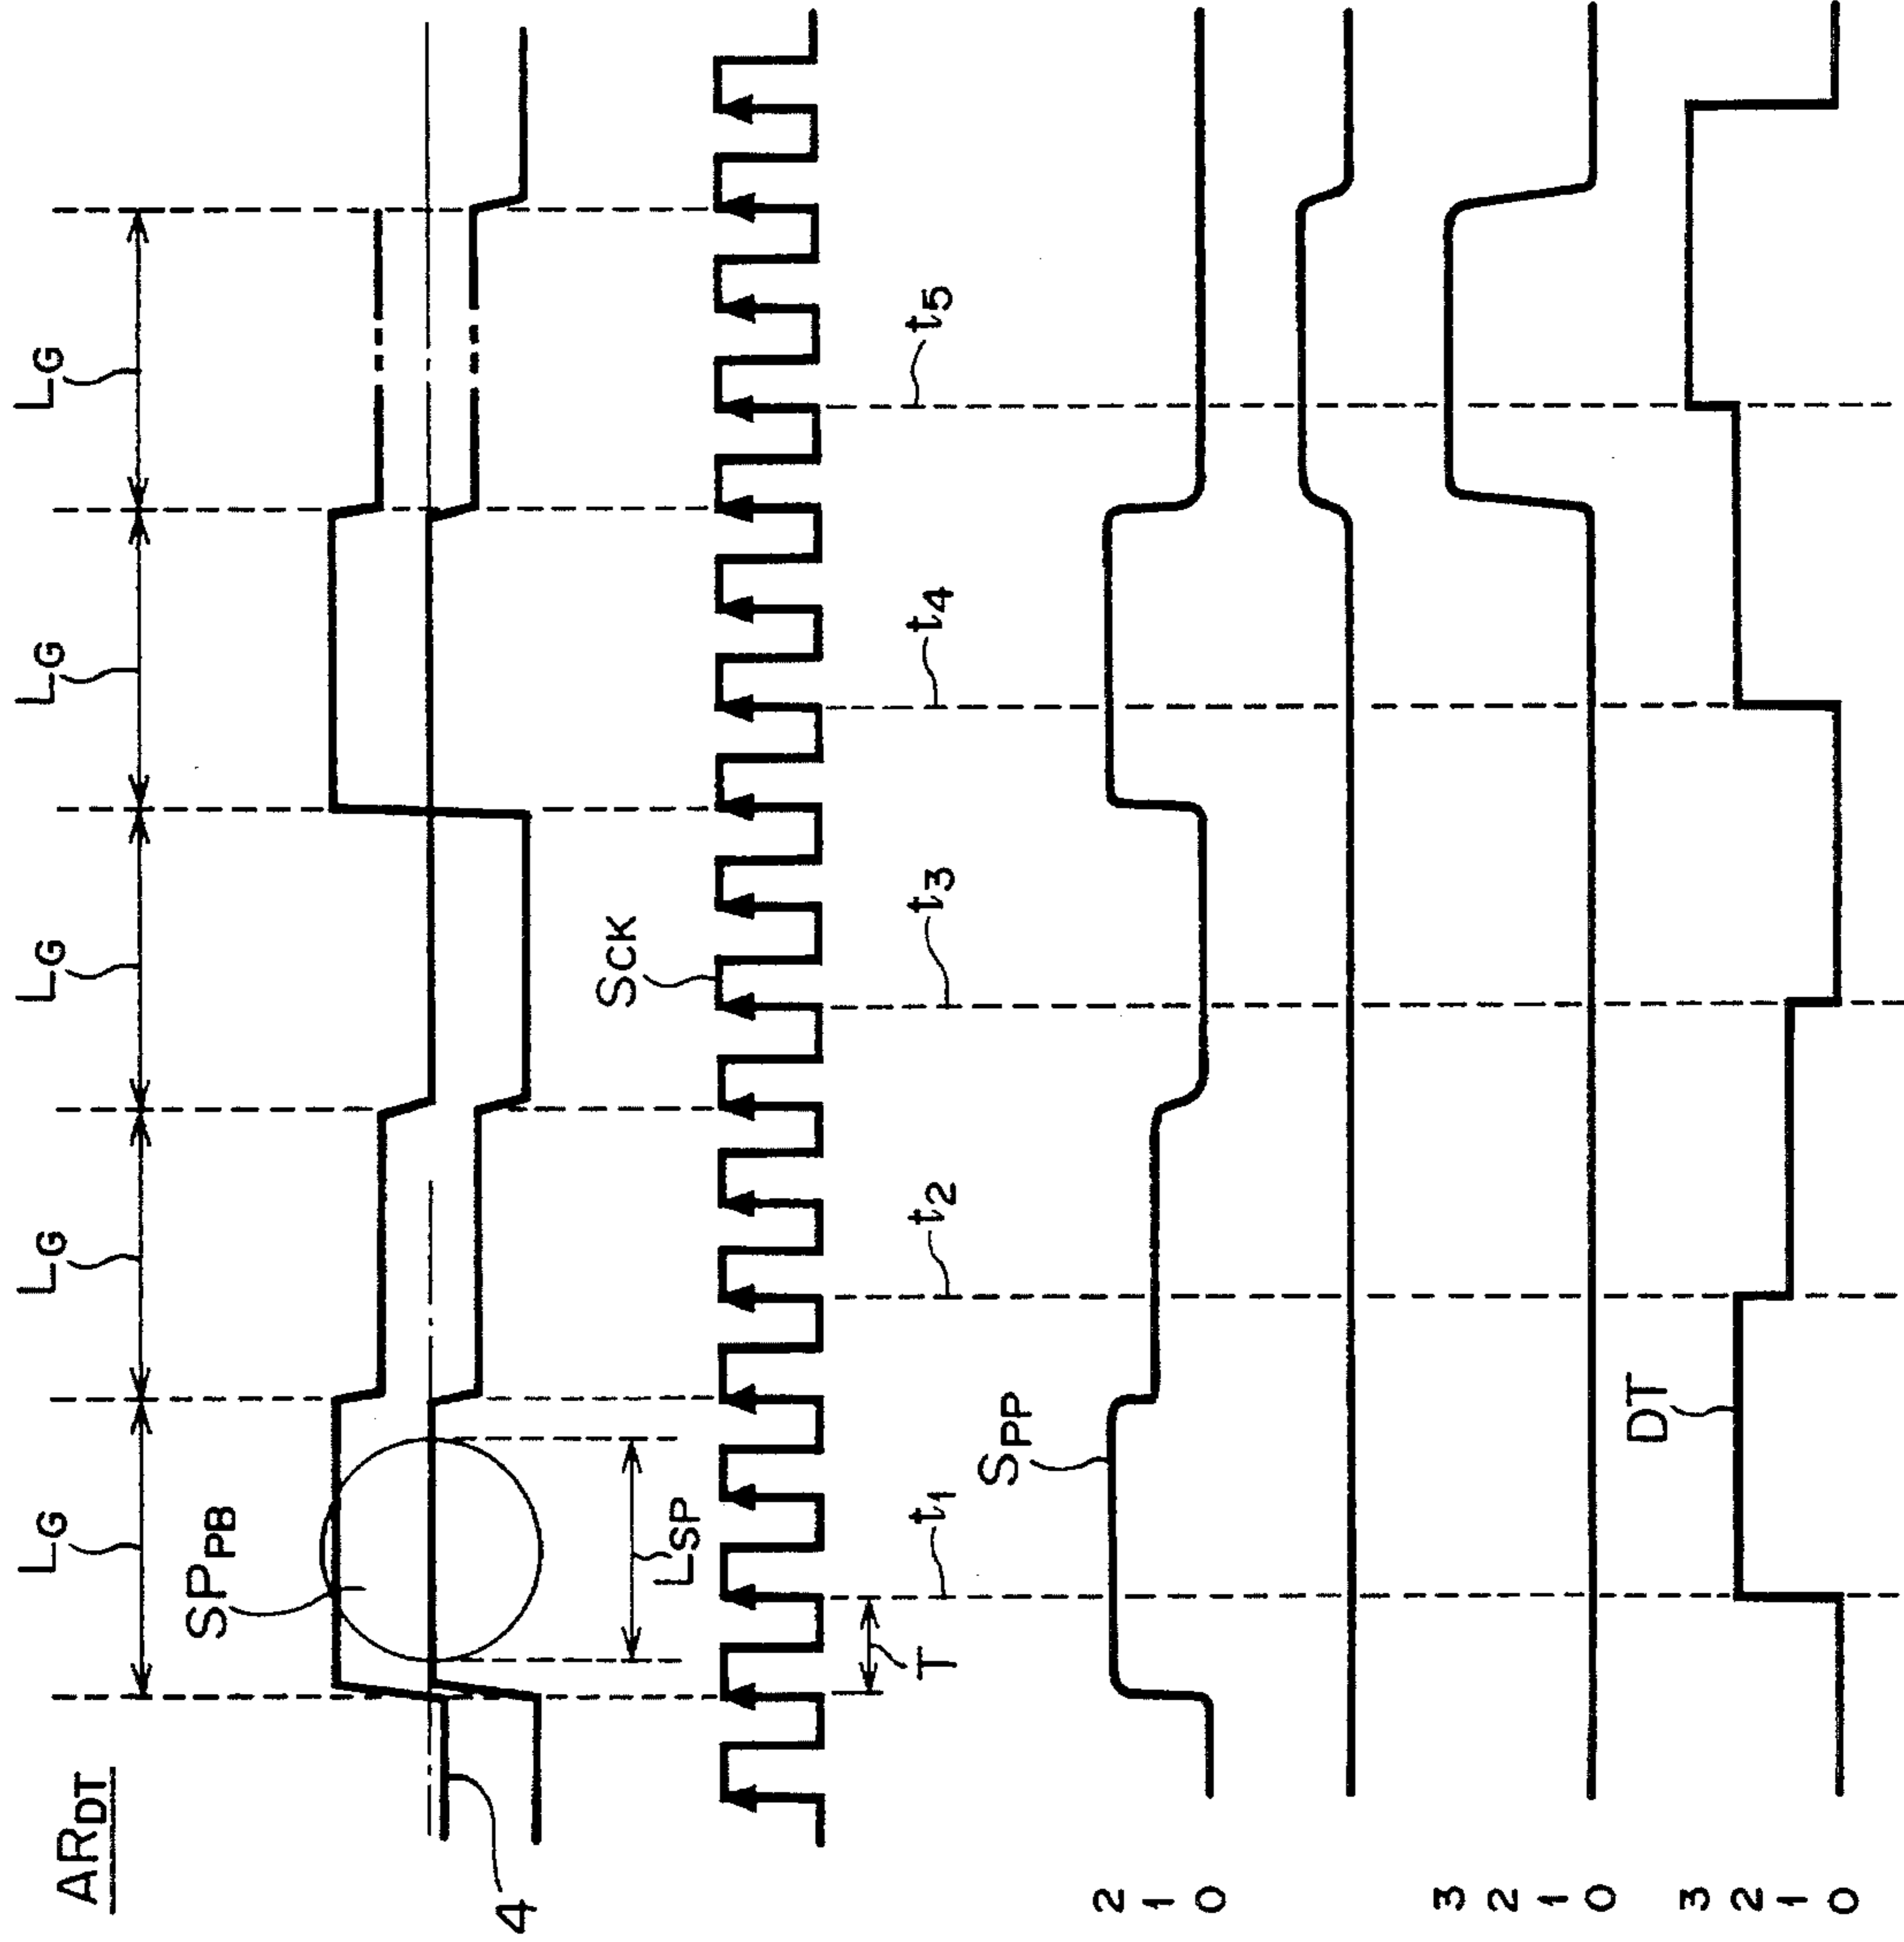 AR_DT
L_G L_G L_G L_G L_G
SP_PB
4
L_SP
S_CK
T
t_1 t_2 t_3 t_4 t_5
S_PP
2
1
0
3
2
1
0
DT
3
2
1
0